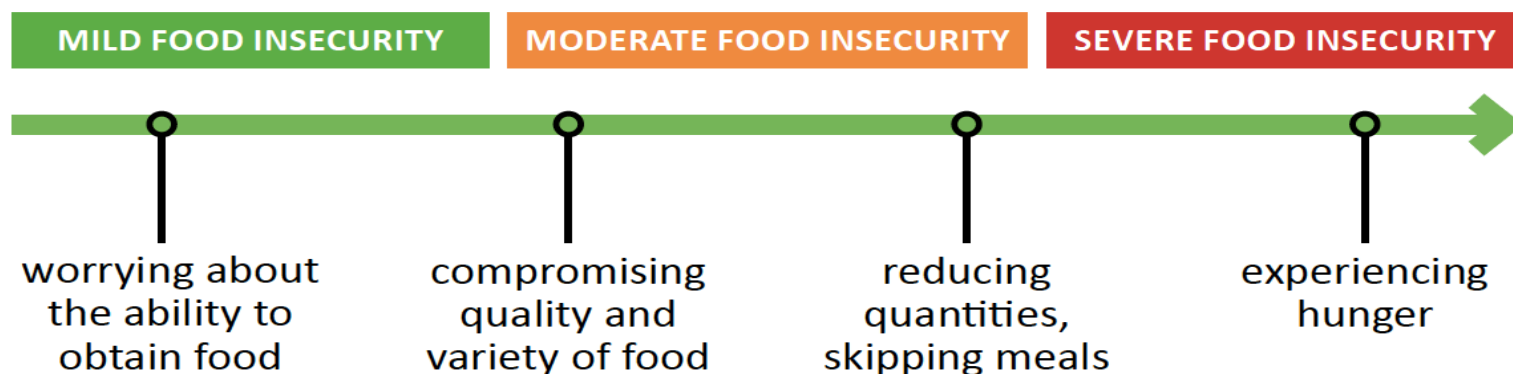 MILD FOOD INSECURITY
MODERATE FOOD INSECURITY
SEVERE FOOD INSECURITY
worrying about
the ability to
obtain food
compromising
quality and
variety of food
reducing
quantities,
skipping meals
experiencing
hunger